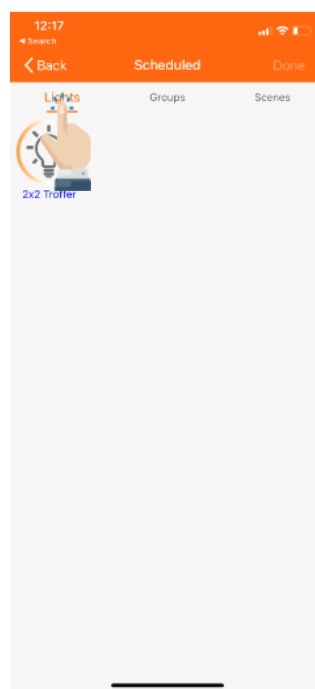 12:17
◀ Search
Back
Scheduled
Done
Lights
Groups
Scenes
2x2 Troffer